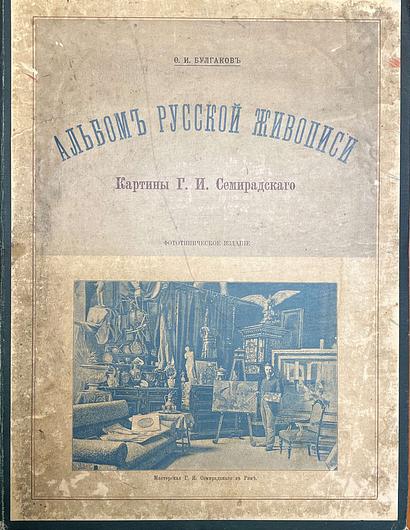 Ѳ. И. БУЛГАКОВЪ
АЛЬБОМЪ РУССКОЙ ЖИВОПИСИ
Картины Г. И. Семирадскаго
ФОТОТИПИЧЕСКОЕ ИЗДАНІЕ
Мастерская Г. И. Семирадскаго въ Римѣ.